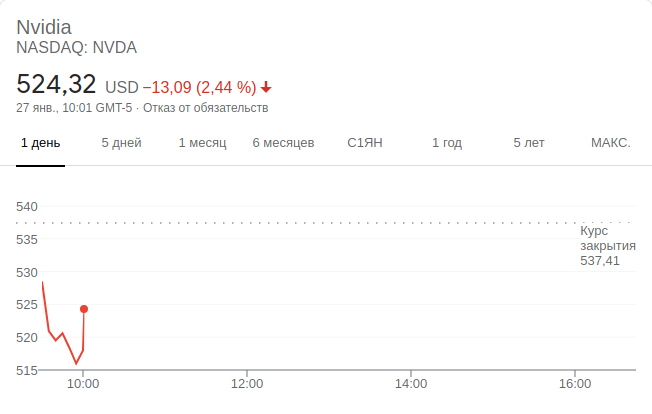 Nvidia
NASDAQ: NVDA
524,32 USD −13,09 (2,44 %)
27 янв., 10:01 GMT-5 · Отказ от обязательств
1 день 5 дней 1 месяц 6 месяцев С1ЯН 1 год 5 лет МАКС.
540
Курс
535
закрытия
537,41
530
525
520
515
10:00 12:00 14:00 16:00